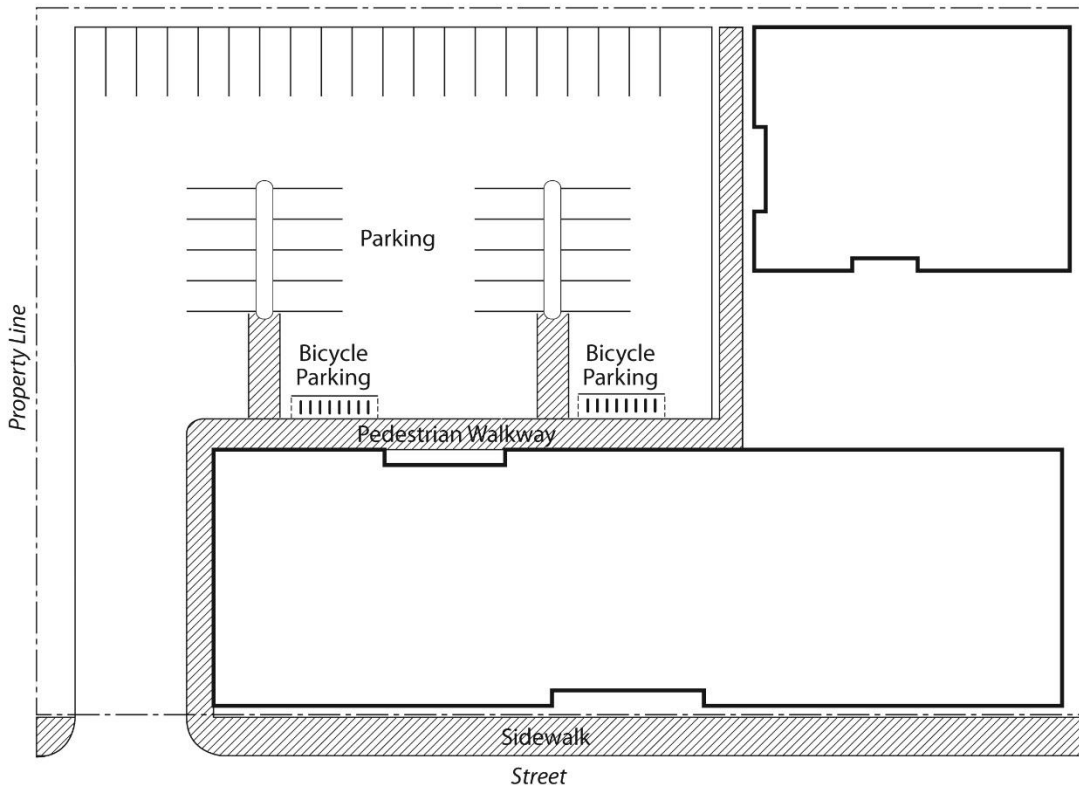 Parking
Bicycle
Parking
Bicycle
Parking
Property Line
Pedestrian Walkway
Sidewalk
Street